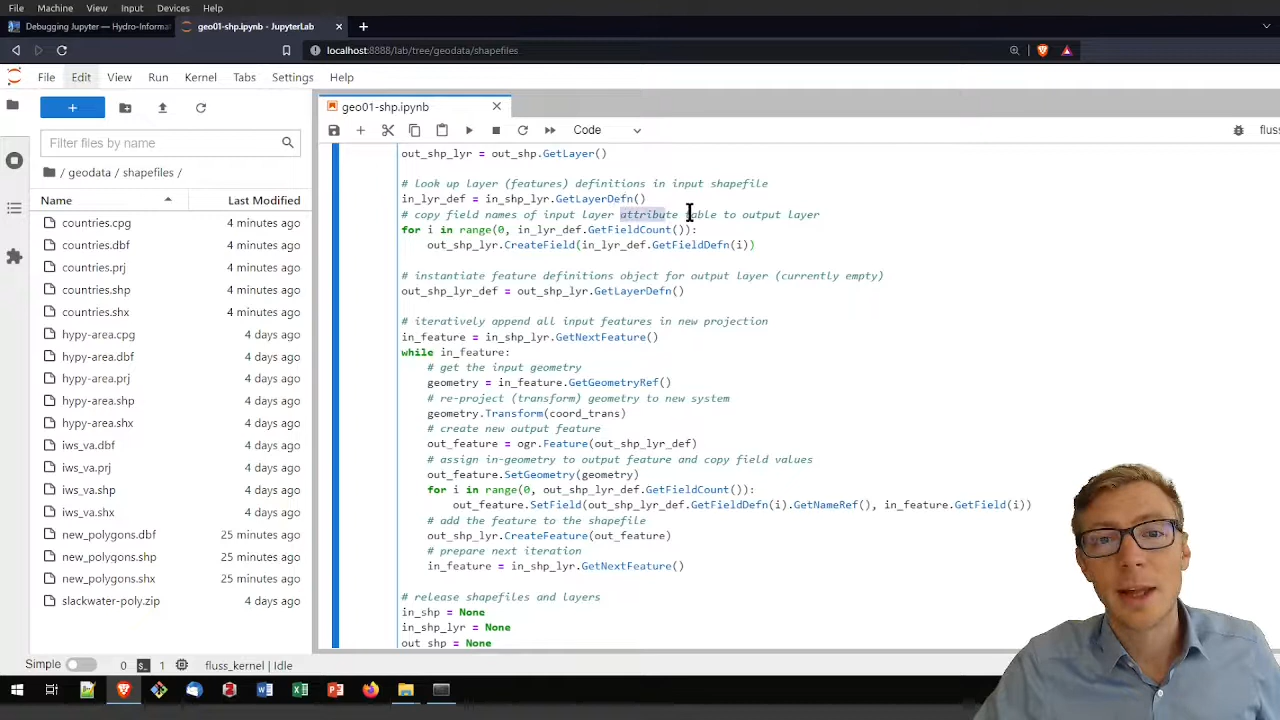 File Machine View Input Devices Help
Debugging Jupyter — Hydro-Informat
geo01-shp.ipynb - JupyterLab
localhost:8888/lab/tree/geodata/shapefiles
File Edit View Run Kernel Tabs Settings Help
geo01-shp.ipynb
Filter files by name
Code
fluss
/ geodata / shapefiles /
Name Last Modified
countries.cpg 4 minutes ago
countries.dbf 4 minutes ago
countries.prj 4 minutes ago
countries.shp 4 minutes ago
countries.shx 4 minutes ago
hypy-area.cpg 4 days ago
hypy-area.dbf 4 days ago
hypy-area.prj 4 days ago
hypy-area.shp 4 days ago
hypy-area.shx 4 days ago
iws_va.dbf 4 days ago
iws_va.prj 4 days ago
iws_va.shp 4 days ago
iws_va.shx 4 days ago
new_polygons.dbf 25 minutes ago
new_polygons.shp 25 minutes ago
new_polygons.shx 25 minutes ago
slackwater-poly.zip 4 days ago
out_shp_lyr = out_shp.GetLayer()
# look up layer (features) definitions in input shapefile
in_lyr_def = in_shp_lyr.GetLayerDefn()
# copy field names of input layer attribute table to output layer
for i in range(0, in_lyr_def.GetFieldCount()):
out_shp_lyr.CreateField(in_lyr_def.GetFieldDefn(i))
# instantiate feature definitions object for output layer (currently empty)
out_shp_lyr_def = out_shp_lyr.GetLayerDefn()
# iteratively append all input features in new projection
in_feature = in_shp_lyr.GetNextFeature()
while in_feature:
# get the input geometry
geometry = in_feature.GetGeometryRef()
# re-project (transform) geometry to new system
geometry.Transform(coord_trans)
# create new output feature
out_feature = ogr.Feature(out_shp_lyr_def)
# assign in-geometry to output feature and copy field values
out_feature.SetGeometry(geometry)
for i in range(0, out_shp_lyr_def.GetFieldCount()):
out_feature.SetField(out_shp_lyr_def.GetFieldDefn(i).GetNameRef(), in_feature.GetField(i))
# add the feature to the shapefile
out_shp_lyr.CreateFeature(out_feature)
# prepare next iteration
in_feature = in_shp_lyr.GetNextFeature()
# release shapefiles and layers
in_shp = None
in_shp_lyr = None
out_shp = None
Simple 0 1 fluss_kernel | Idle